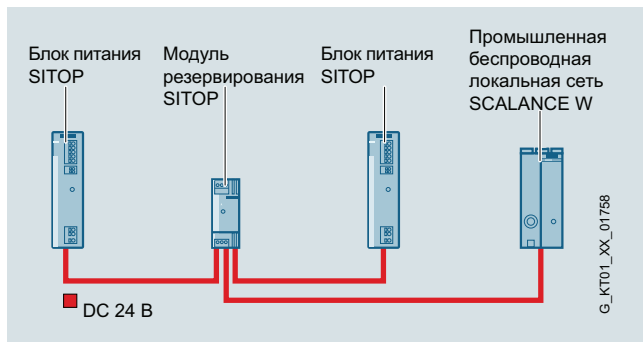 Блок питания
SITOP
Модуль
резервирования
SITOP
Блок питания
SITOP
Промышленная
беспроводная
локальная сеть
SCALANCE W
G_KT01_XX_01758
DC 24 В